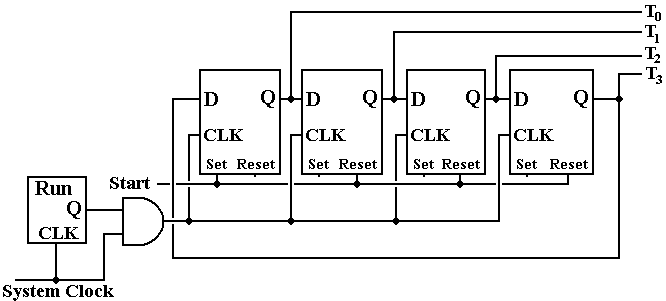 T0
T1
T2
T3
D Q D Q D Q D Q
CLK CLK CLK CLK
Set Reset Set Reset Set Reset Set Reset
Start
Run
Q
CLK
System Clock